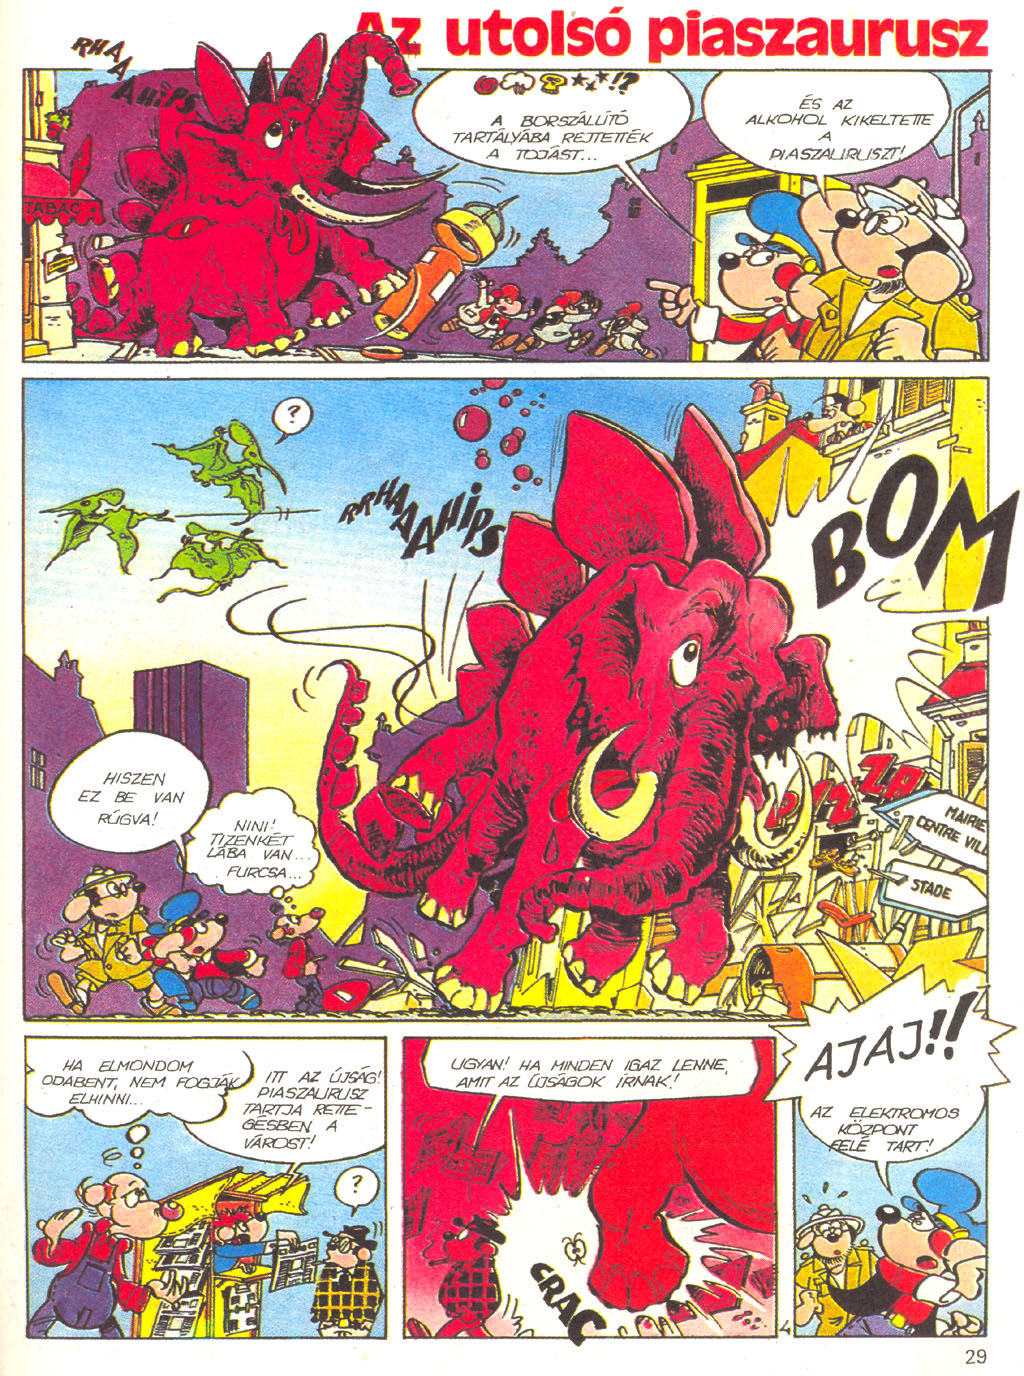 Az utolsó piaszaurusz
RHAAAHIPS
!?
A BORSZÁLLÍTÓ
TARTÁLYÁBA REJTETTÉK
A TOJÁST...
ÉS AZ
ALKOHOL KIKELTETTE
A
PIASZAURUSZT!
TABAC
?
RRHAAAHIPS
BOM
HISZEN
EZ BE VAN
RÚGVA!
NINI!
TIZENKÉT
LÁBA VAN...
FURCSA...
MAIRIE
CENTRE VILL
STADE
HA ELMONDOM
ODABENT, NEM FOGJÁK
ELHINNI...
ITT AZ ÚJSÁG!
PIASZAURUSZ
TARTJA RETTE-
GÉSBEN A
VÁROST!
?
UGYAN! HA MINDEN IGAZ LENNE,
AMIT AZ ÚJSÁGOK ÍRNAK!
CRAC
AJAJ!!
AZ ELEKTROMOS
KÖZPONT
FELÉ TART!
4
29